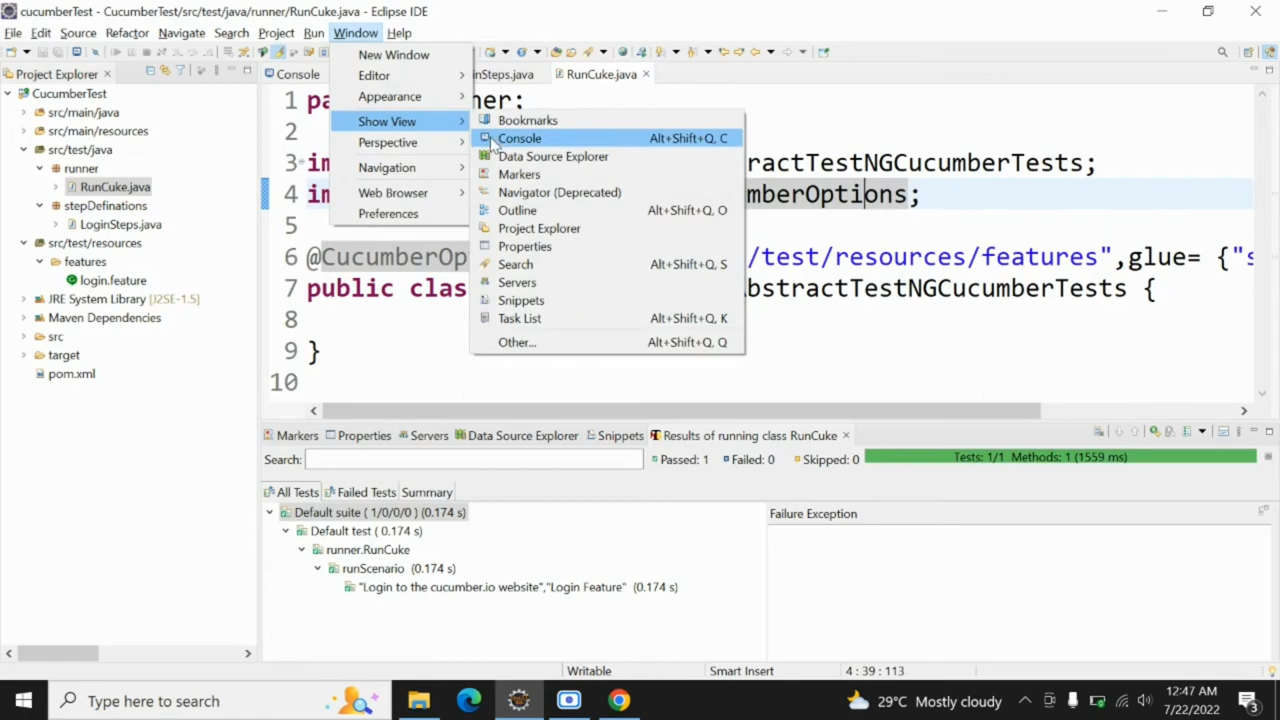 cucumberTest - CucumberTest/src/test/java/runner/RunCuke.java - Eclipse IDE
File Edit Source Refactor Navigate Search Project Run Window Help
Project Explorer
Console
nSteps.java
RunCuke.java
CucumberTest
src/main/java
src/main/resources
src/test/java
runner
RunCuke.java
stepDefinations
LoginSteps.java
src/test/resources
features
login.feature
JRE System Library [J2SE-1.5]
Maven Dependencies
src
target
pom.xml
New Window
Editor
Appearance
Show View
Perspective
Navigation
Web Browser
Preferences
Bookmarks
Console Alt+Shift+Q, C
Data Source Explorer
Markers
Navigator (Deprecated)
Outline Alt+Shift+Q, O
Project Explorer
Properties
Search Alt+Shift+Q, S
Servers
Snippets
Task List Alt+Shift+Q, K
Other... Alt+Shift+Q, Q
1 pa ner;
2
3 im ractTestNGCucumberTests;
4 im mberOptions;
5
6 @CucumberOp /test/resources/features",glue= {"s
7 public clas bstractTestNGCucumberTests {
8
9 }
10
Markers Properties Servers Data Source Explorer Snippets Results of running class RunCuke
Search: Passed: 1 Failed: 0 Skipped: 0 Tests: 1/1 Methods: 1 (1559 ms)
All Tests Failed Tests Summary
Default suite ( 1/0/0/0 ) (0.174 s)
Default test ( 0.174 s)
runner.RunCuke
runScenario (0.174 s)
"Login to the cucumber.io website","Login Feature" (0.174 s)
Failure Exception
Writable Smart Insert 4 : 39 : 113
Type here to search
29°C Mostly cloudy
12:47 AM
7/22/2022
3